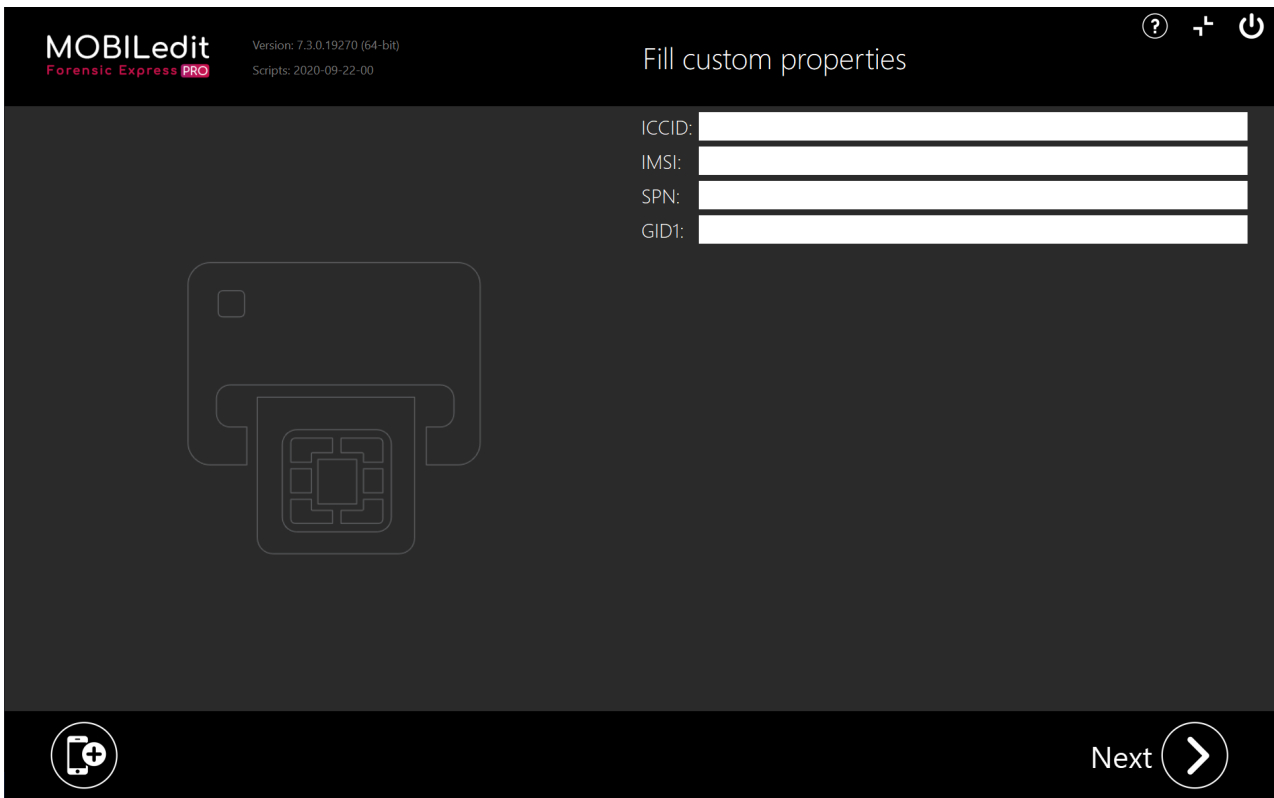 MOBILedit
Forensic Express PRO
Version: 7.3.0.19270 (64-bit)
Scripts: 2020-09-22-00
Fill custom properties
?
ICCID:
IMSI:
SPN:
GID1:
Next